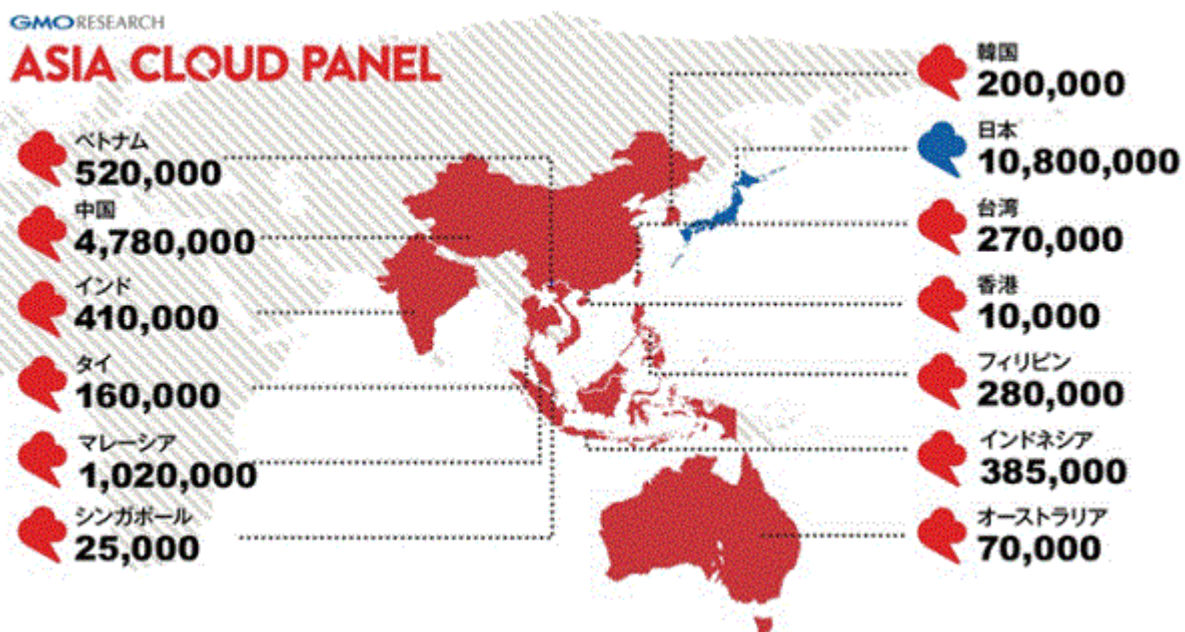 GMO RESEARCH
ASIA CLOUD PANEL
ベトナム
520,000
中国
4,780,000
インド
410,000
タイ
160,000
マレーシア
1,020,000
シンガポール
25,000
韓国
200,000
日本
10,800,000
台湾
270,000
香港
10,000
フィリピン
280,000
インドネシア
385,000
オーストラリア
70,000